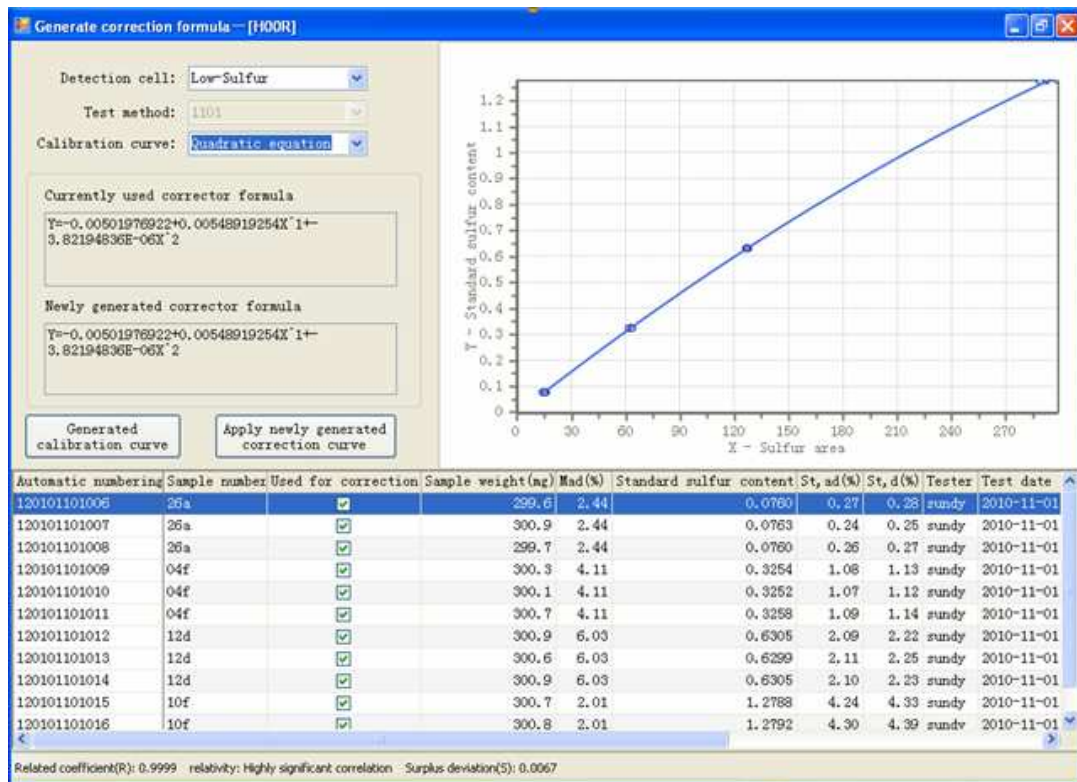 Generate correction formula—[HOOR]
Detection cell: Low-Sulfur
Test method: 1101
Calibration curve: Quadratic equation
Currently used corrector formula
Y=-0.00501976922+0.00548919254X^1+-
3.82194836E-06X^2
Newly generated corrector formula
Y=-0.00501976922+0.00548919254X^1+-
3.82194836E-06X^2
Generated
calibration curve
Apply newly generated
correction curve
Y - Standard sulfur content
1.2
1.1
1
0.9
0.8
0.7
0.6
0.5
0.4
0.3
0.2
0.1
0
0 30 60 90 120 150 180 210 240 270
X - Sulfur area
Automatic numbering Sample number Used for correction Sample weight(mg) Mad(%) Standard sulfur content St,ad(%) St,d(%) Tester Test date
120101101006 26a 299.6 2.44 0.0760 0.27 0.28 sundy 2010-11-01
120101101007 26a 300.9 2.44 0.0763 0.24 0.25 sundy 2010-11-01
120101101008 26a 299.7 2.44 0.0760 0.26 0.27 sundy 2010-11-01
120101101009 04f 300.3 4.11 0.3254 1.08 1.13 sundy 2010-11-01
120101101010 04f 300.1 4.11 0.3252 1.07 1.12 sundy 2010-11-01
120101101011 04f 300.7 4.11 0.3258 1.09 1.14 sundy 2010-11-01
120101101012 12d 300.9 6.03 0.6305 2.09 2.22 sundy 2010-11-01
120101101013 12d 300.6 6.03 0.6299 2.11 2.25 sundy 2010-11-01
120101101014 12d 300.9 6.03 0.6305 2.10 2.23 sundy 2010-11-01
120101101015 10f 300.7 2.01 1.2788 4.24 4.33 sundy 2010-11-01
120101101016 10f 300.8 2.01 1.2792 4.30 4.39 sundy 2010-11-01
Related coefficient(R): 0.9999 relativity: Highly significant correlation Surplus deviation(S): 0.0067